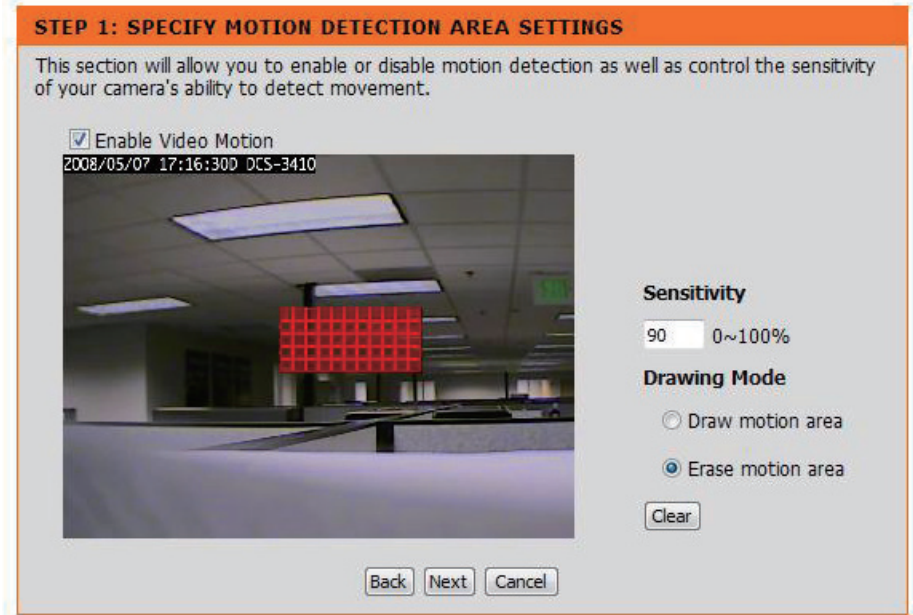 STEP 1: SPECIFY MOTION DETECTION AREA SETTINGS
This section will allow you to enable or disable motion detection as well as control the sensitivity
of your camera's ability to detect movement.
Enable Video Motion
2008/05/07 17:16:30D DCS-3410
Sensitivity
90 0~100%
Drawing Mode
Draw motion area
Erase motion area
Clear
Back Next Cancel